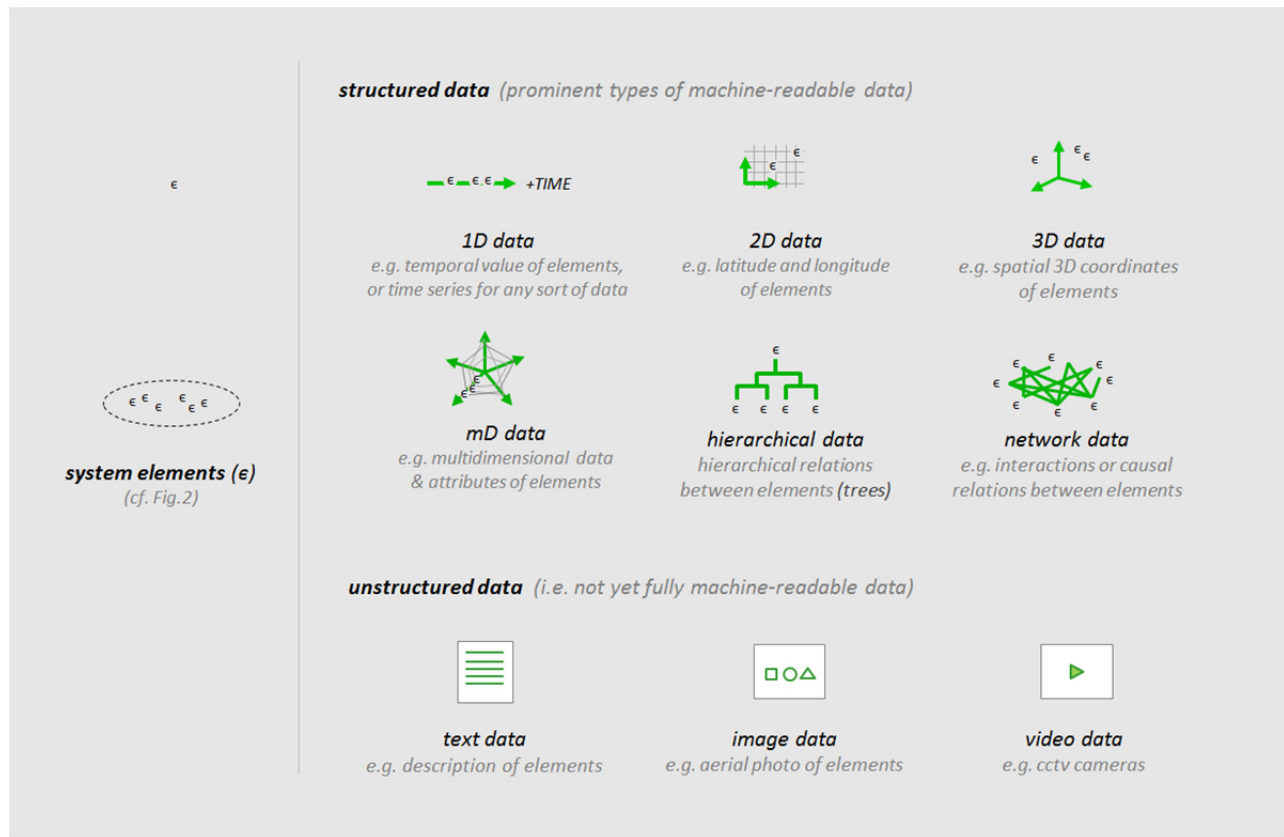 structured data (prominent types of machine-readable data)
ϵ
ϵ ϵ ϵ +TIME
ϵ ϵ
ϵ ϵ ϵ
1D data
e.g. temporal value of elements,
or time series for any sort of data
2D data
e.g. latitude and longitude
of elements
3D data
e.g. spatial 3D coordinates
of elements
ϵ ϵ ϵ ϵ ϵ ϵ
system elements (ϵ)
(cf. Fig.2)
ϵ ϵ ϵ
mD data
e.g. multidimensional data
& attributes of elements
ϵ
ϵ ϵ ϵ ϵ
hierarchical data
hierarchical relations
between elements (trees)
ϵ ϵ ϵ
ϵ ϵ
ϵ ϵ ϵ
network data
e.g. interactions or causal
relations between elements
unstructured data (i.e. not yet fully machine-readable data)
text data
e.g. description of elements
image data
e.g. aerial photo of elements
video data
e.g. cctv cameras